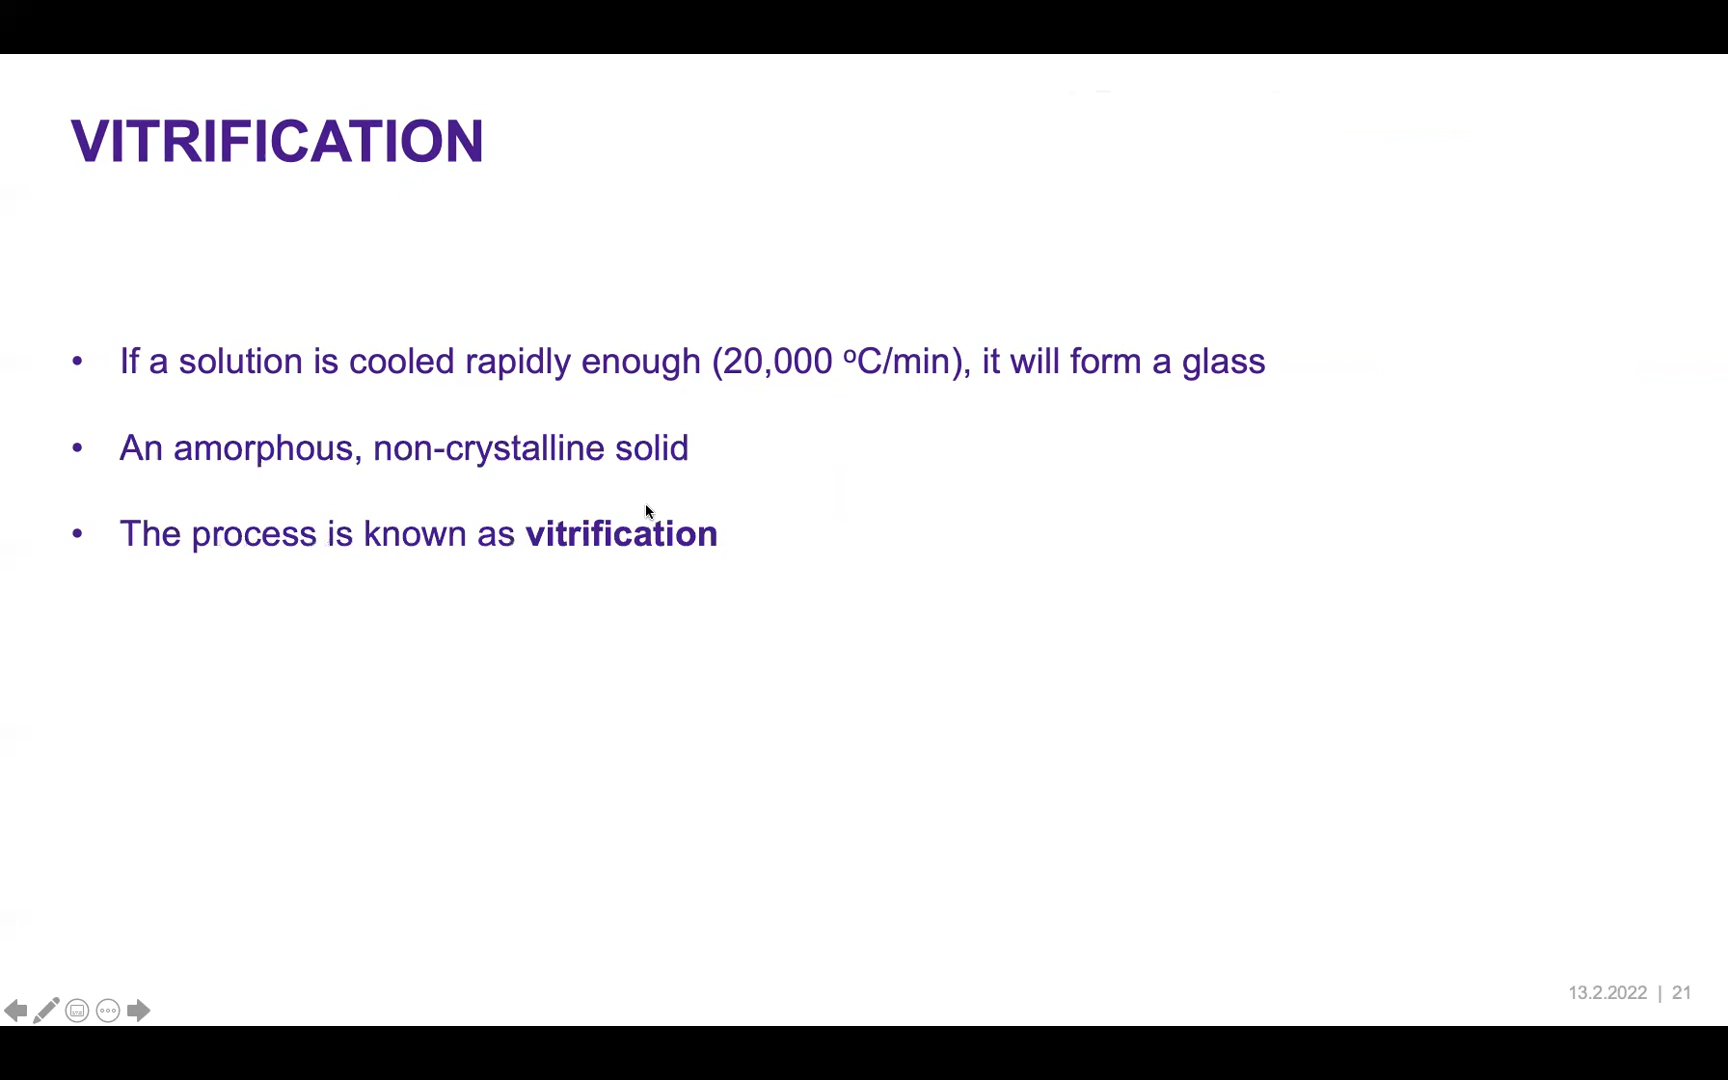 VITRIFICATION
• If a solution is cooled rapidly enough (20,000 ºC/min), it will form a glass
• An amorphous, non-crystalline solid
• The process is known as vitrification
13.2.2022 | 21